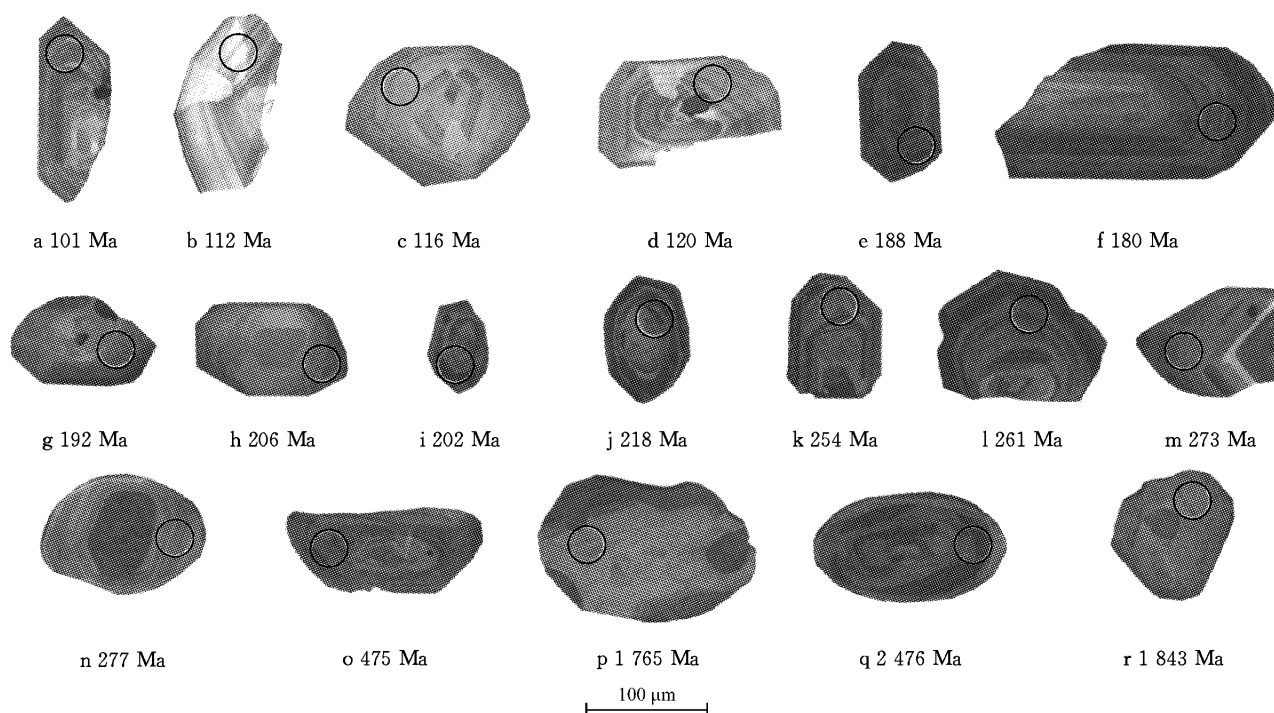 a 101 Ma b 112 Ma c 116 Ma d 120 Ma e 188 Ma f 180 Ma
g 192 Ma h 206 Ma i 202 Ma j 218 Ma k 254 Ma l 261 Ma m 273 Ma
n 277 Ma o 475 Ma p 1 765 Ma q 2 476 Ma r 1 843 Ma
100 μm